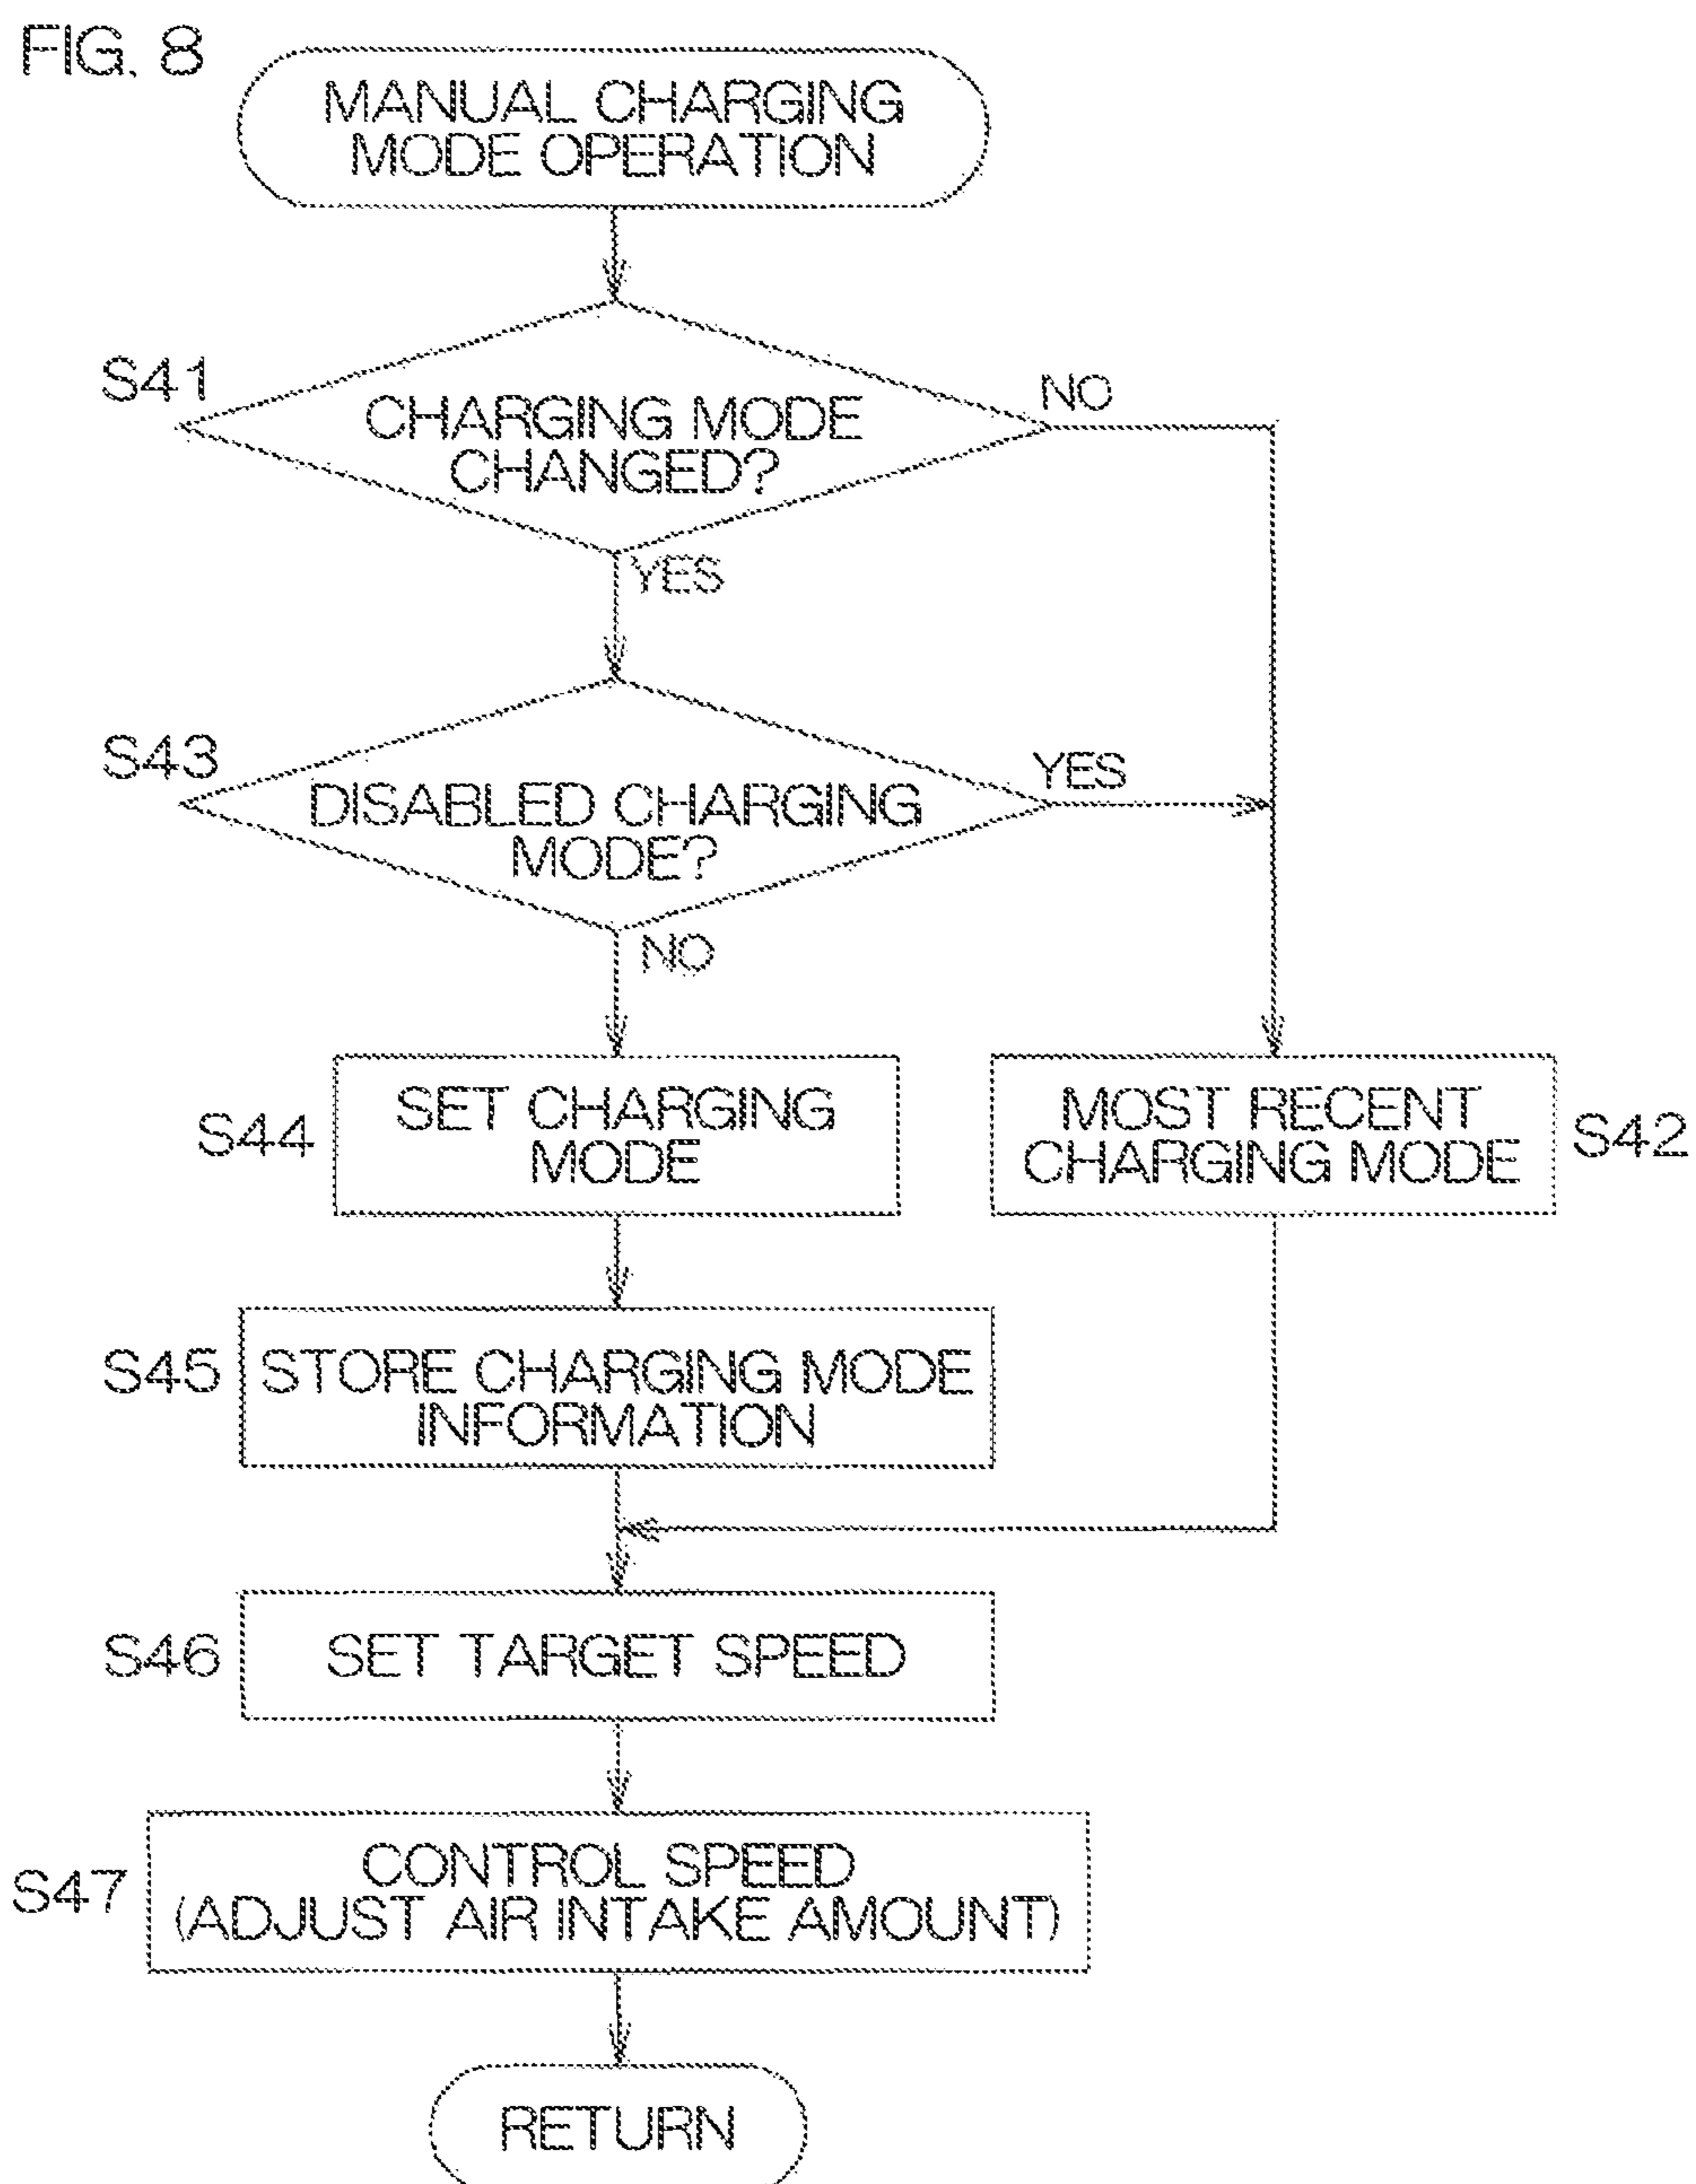 FIG. 8
MANUAL CHARGING
MODE OPERATION
S41
CHARGING MODE
CHANGED?
NO
YES
S43
DISABLED CHARGING
MODE?
YES
NO
S44
SET CHARGING
MODE
MOST RECENT
CHARGING MODE
S42
S45
STORE CHARGING MODE
INFORMATION
S46
SET TARGET SPEED
S47
CONTROL SPEED
(ADJUST AIR INTAKE AMOUNT)
RETURN